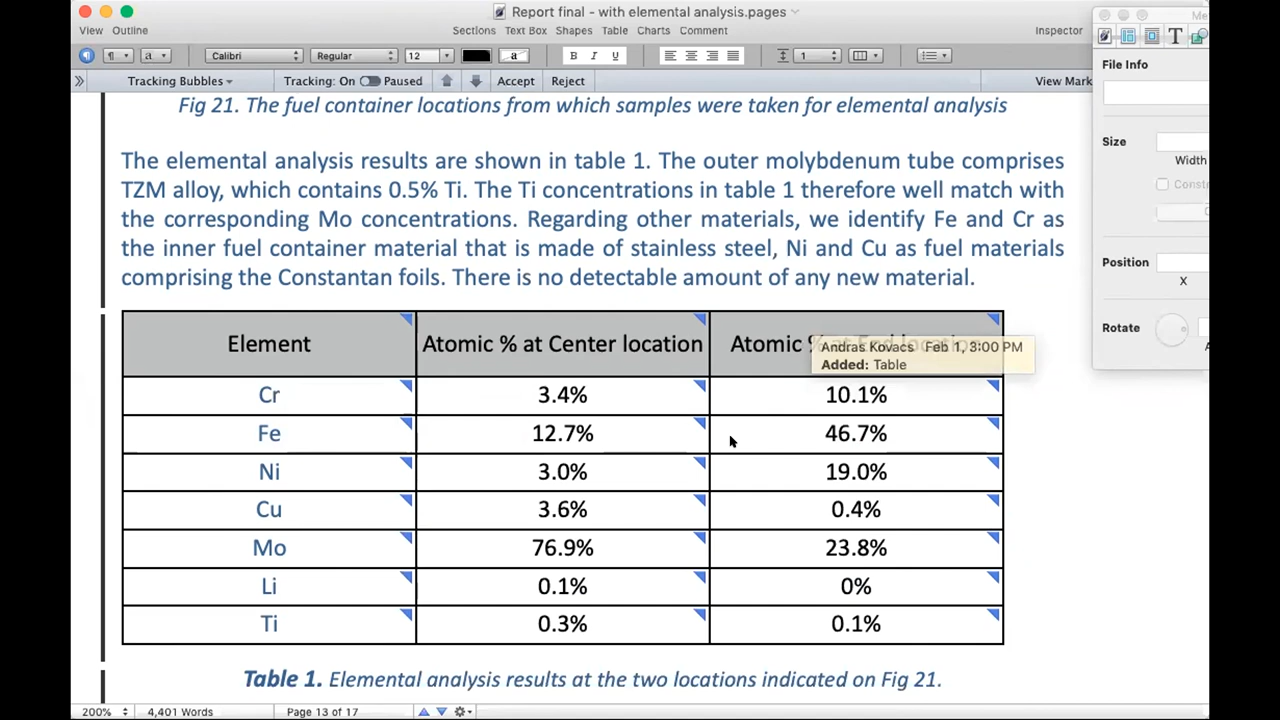 Report final - with elemental analysis.pages
View Outline Sections Text Box Shapes Table Charts Comment Inspector
Calibri Regular 12 a B I U 1
Tracking Bubbles Tracking: On Paused Accept Reject View Mark
Fig 21. The fuel container locations from which samples were taken for elemental analysis
The elemental analysis results are shown in table 1. The outer molybdenum tube comprises
TZM alloy, which contains 0.5% Ti. The Ti concentrations in table 1 therefore well match with
the corresponding Mo concentrations. Regarding other materials, we identify Fe and Cr as
the inner fuel container material that is made of stainless steel, Ni and Cu as fuel materials
comprising the Constantan foils. There is no detectable amount of any new material.
Element Atomic % at Center location Atomic %
Andras Kovacs Feb 1, 3:00 PM
Added: Table
Cr 3.4% 10.1%
Fe 12.7% 46.7%
Ni 3.0% 19.0%
Cu 3.6% 0.4%
Mo 76.9% 23.8%
Li 0.1% 0%
Ti 0.3% 0.1%
Table 1. Elemental analysis results at the two locations indicated on Fig 21.
200% 4,401 Words Page 13 of 17
File Info
Size
Width
Constr
Position
X
Rotate